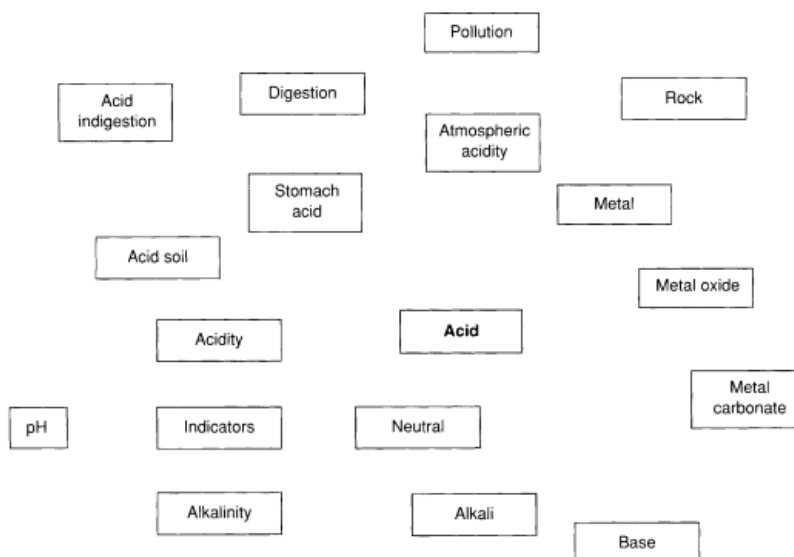 Pollution
Acid
indigestion
Digestion
Rock
Atmospheric
acidity
Stomach
acid
Metal
Acid soil
Metal oxide
Acidity
Acid
Metal
carbonate
pH
Indicators
Neutral
Alkalinity
Alkali
Base